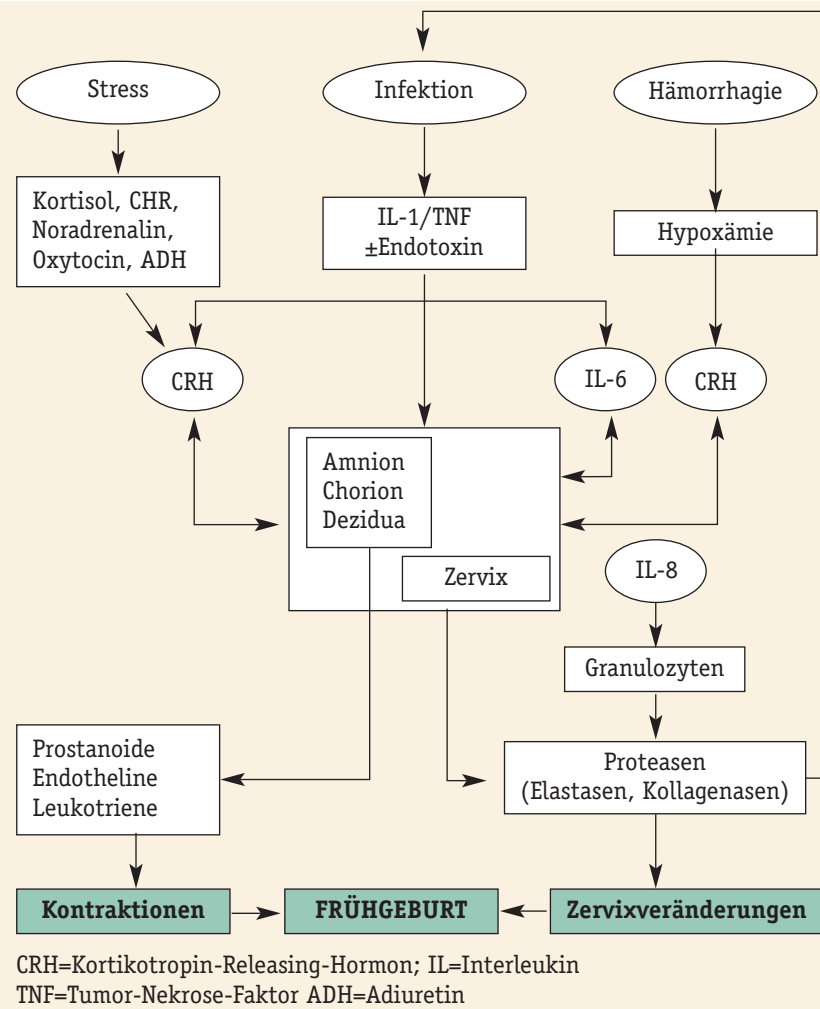 Stress
Infektion
Hämorrhagie
Kortisol, CHR,
Noradrenalin,
Oxytocin, ADH
IL-1/TNF
±Endotoxin
Hypoxämie
CRH
IL-6
CRH
Amnion
Chorion
Dezidua
Zervix
IL-8
Granulozyten
Prostanoide
Endotheline
Leukotriene
Proteasen
(Elastasen, Kollagenasen)
Kontraktionen
FRÜHGEBURT
Zervixveränderungen
CRH=Kortikotropin-Releasing-Hormon; IL=Interleukin
TNF=Tumor-Nekrose-Faktor ADH=Adiuretin